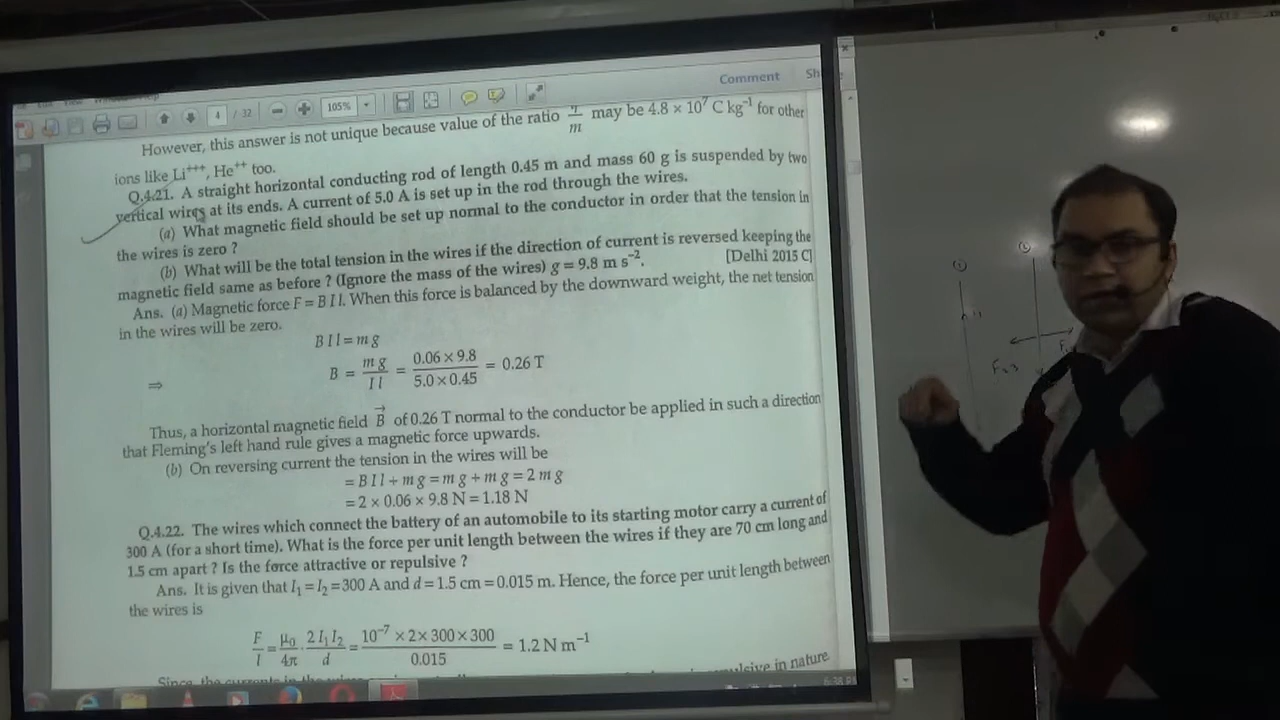 Comment
4 / 32
105%
However, this answer is not unique because value of the ratio q/m may be 4.8 × 10⁷ C kg⁻¹ for other
ions like Li⁺⁺⁺, He⁺⁺ too.
Q.4.21. A straight horizontal conducting rod of length 0.45 m and mass 60 g is suspended by two
vertical wires at its ends. A current of 5.0 A is set up in the rod through the wires.
(a) What magnetic field should be set up normal to the conductor in order that the tension in
the wires is zero ?
(b) What will be the total tension in the wires if the direction of current is reversed keeping the
magnetic field same as before ? (Ignore the mass of the wires) g = 9.8 m s⁻². [Delhi 2015 C]
Ans. (a) Magnetic force F = B I l. When this force is balanced by the downward weight, the net tension
in the wires will be zero.
B I l = m g
⇒ B = m g / I l = 0.06 × 9.8 / 5.0 × 0.45 = 0.26 T
Thus, a horizontal magnetic field B⃗ of 0.26 T normal to the conductor be applied in such a direction
that Fleming's left hand rule gives a magnetic force upwards.
(b) On reversing current the tension in the wires will be
= B I l + m g = m g + m g = 2 m g
= 2 × 0.06 × 9.8 N = 1.18 N
Q.4.22. The wires which connect the battery of an automobile to its starting motor carry a current of
300 A (for a short time). What is the force per unit length between the wires if they are 70 cm long and
1.5 cm apart ? Is the force attractive or repulsive ?
Ans. It is given that I₁ = I₂ = 300 A and d = 1.5 cm = 0.015 m. Hence, the force per unit length between
the wires is
F/l = μ₀/4π · 2 I₁ I₂/d = 10⁻⁷ × 2 × 300 × 300 / 0.015 = 1.2 N m⁻¹
Since the currents in the wires
in nature